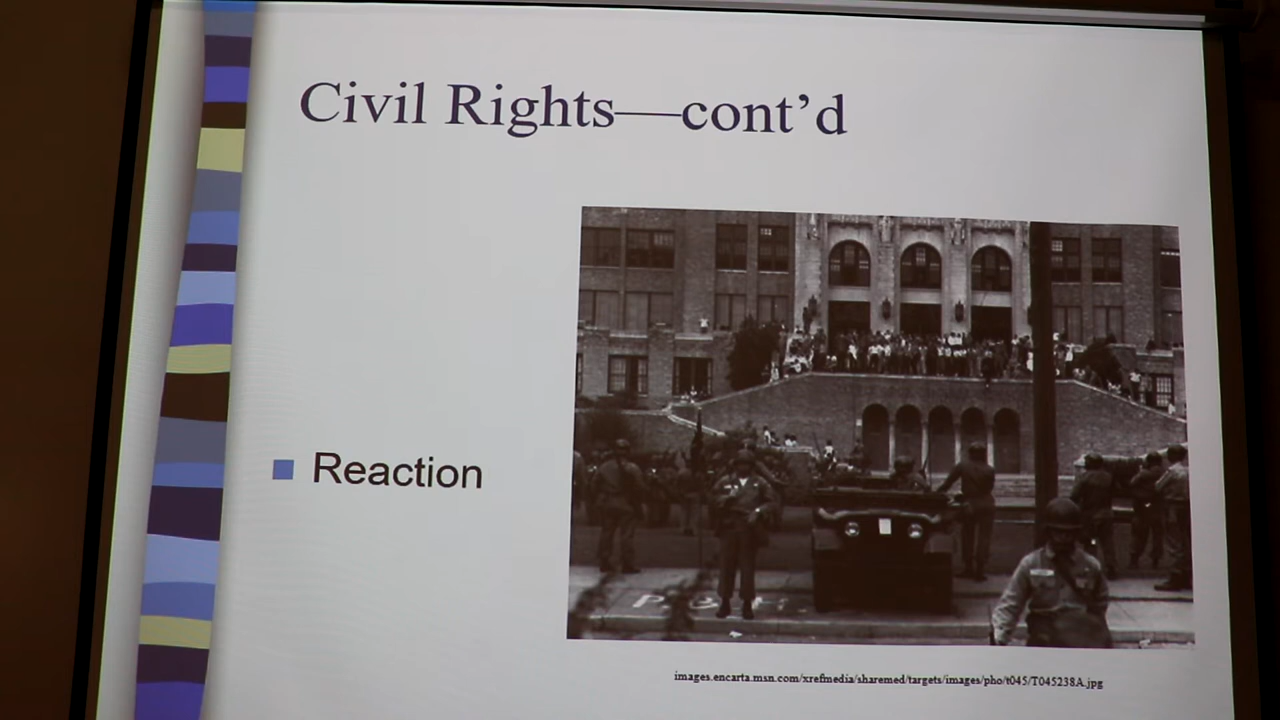 Civil Rights—cont’d
Reaction
images.encarta.msn.com/xrefmedia/sharemed/targets/images/pho/t045/T045238A.jpg